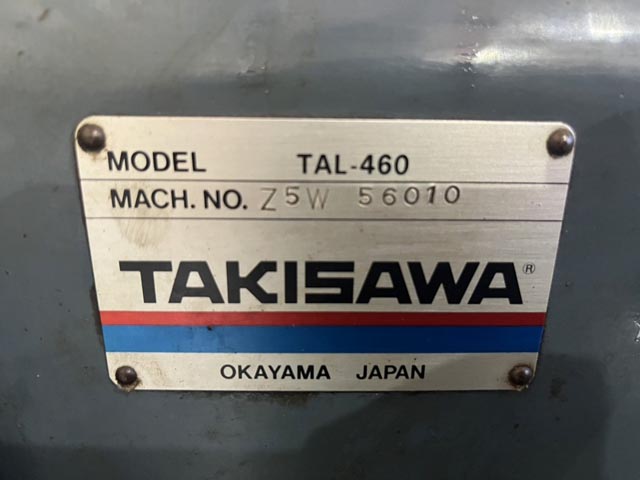 MODEL TAL-460
MACH. NO. Z5W 56010
TAKISAWA®
OKAYAMA JAPAN